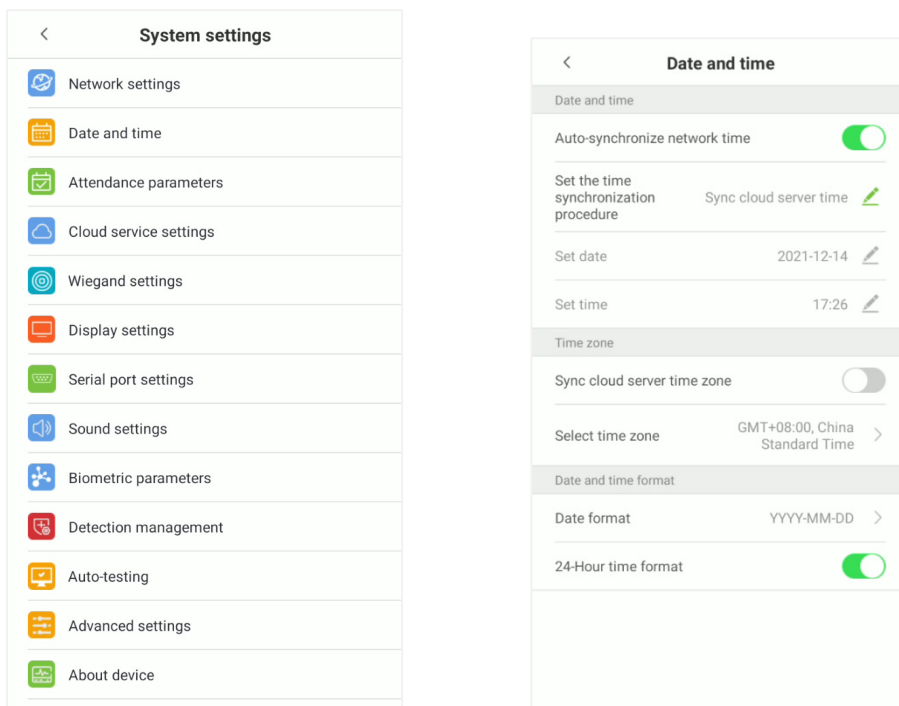 System settings
Network settings
Date and time
Attendance parameters
Cloud service settings
Wiegand settings
Display settings
Serial port settings
Sound settings
Biometric parameters
Detection management
Auto-testing
Advanced settings
About device
Date and time
Date and time
Auto-synchronize network time
Set the time
synchronization
procedure
Sync cloud server time
Set date 2021-12-14
Set time 17:26
Time zone
Sync cloud server time zone
Select time zone
GMT+08:00, China
Standard Time
Date and time format
Date format YYYY-MM-DD
24-Hour time format